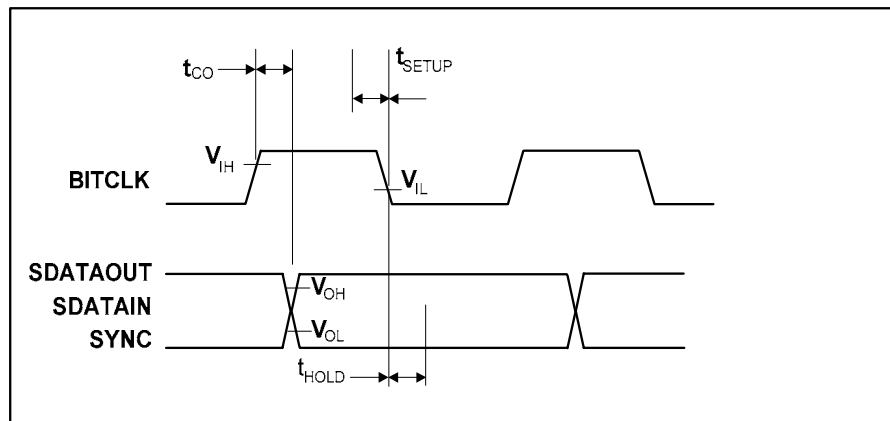 tCO
tSETUP
VIH
BITCLK
VIL
SDATAOUT
VOH
SDATAIN
VOL
SYNC
tHOLD